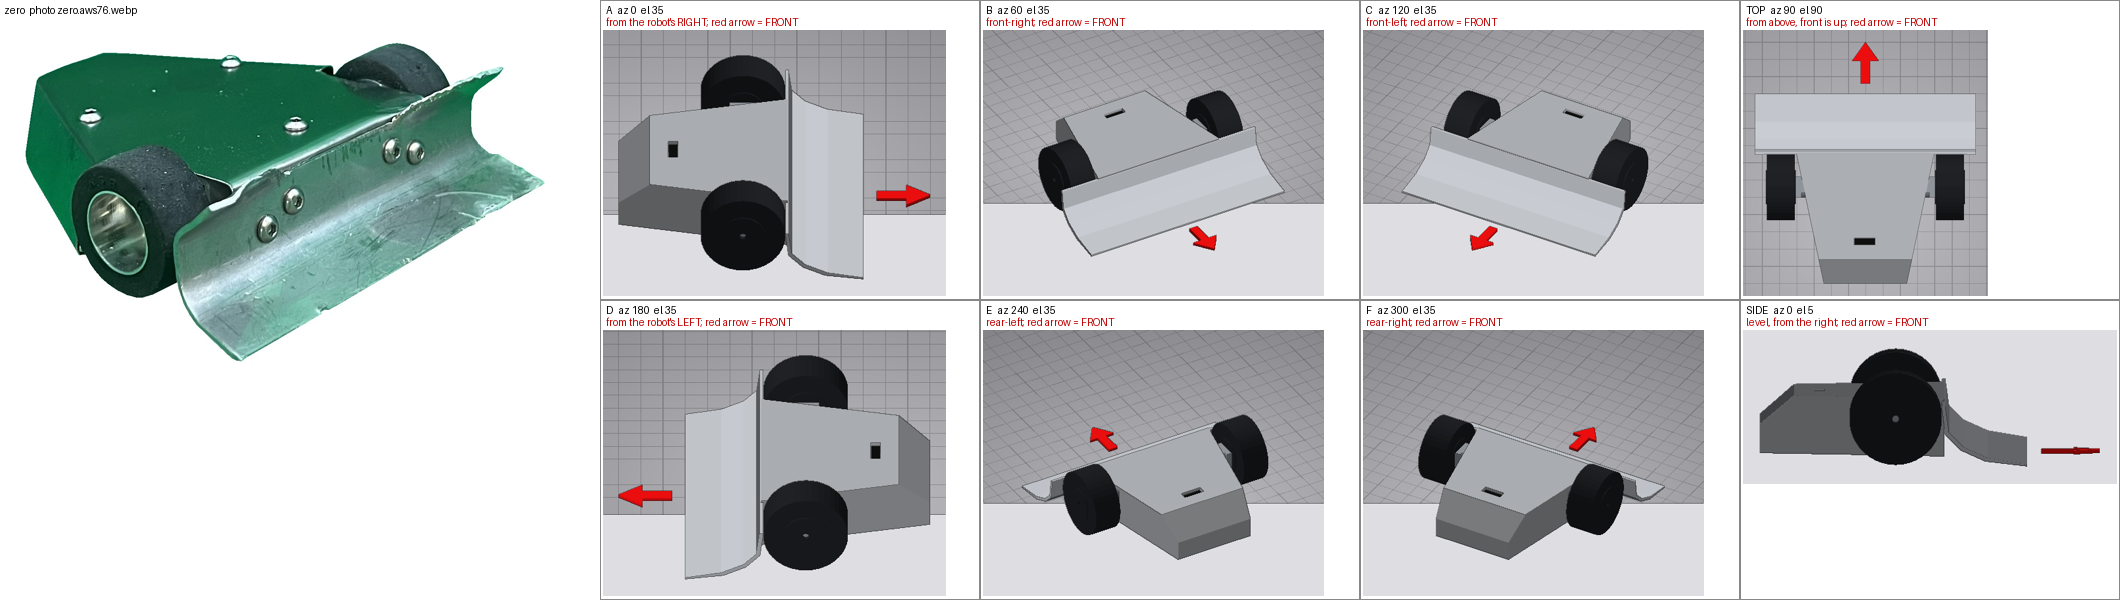 zero photo zero.aws76.webp
A az 0 el 35
from the robot's RIGHT; red arrow = FRONT
B az 60 el 35
front-right; red arrow = FRONT
C az 120 el 35
front-left; red arrow = FRONT
TOP az 90 el 90
from above, front is up; red arrow = FRONT
D az 180 el 35
from the robot's LEFT; red arrow = FRONT
E az 240 el 35
rear-left; red arrow = FRONT
F az 300 el 35
rear-right; red arrow = FRONT
SIDE az 0 el 5
level, from the right; red arrow = FRONT